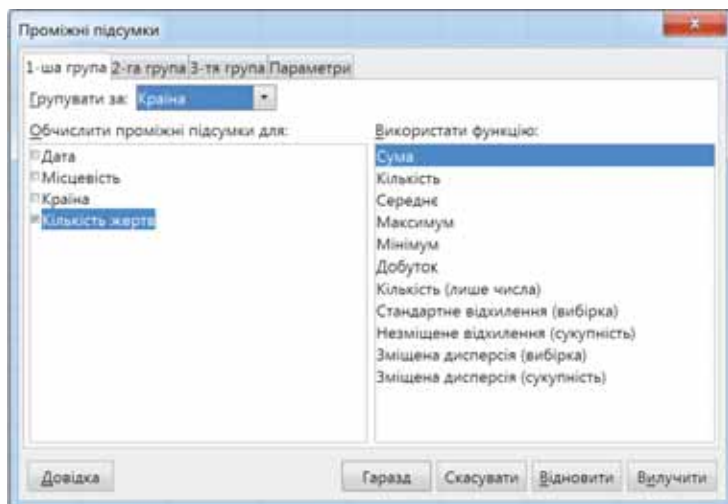 Проміжні підсумки
1-ша група 2-га група 3-тя група Параметри
Групувати за: Країна
Обчислити проміжні підсумки для:
Дата
Місцевість
Країна
Кількість жертв
Використати функцію:
Сума
Кількість
Середнє
Максимум
Мінімум
Добуток
Кількість (лише числа)
Стандартне відхилення (вибірка)
Незміщене відхилення (сукупність)
Зміщена дисперсія (вибірка)
Зміщена дисперсія (сукупність)
Довідка Гаразд Скасувати Відновити Вилучити